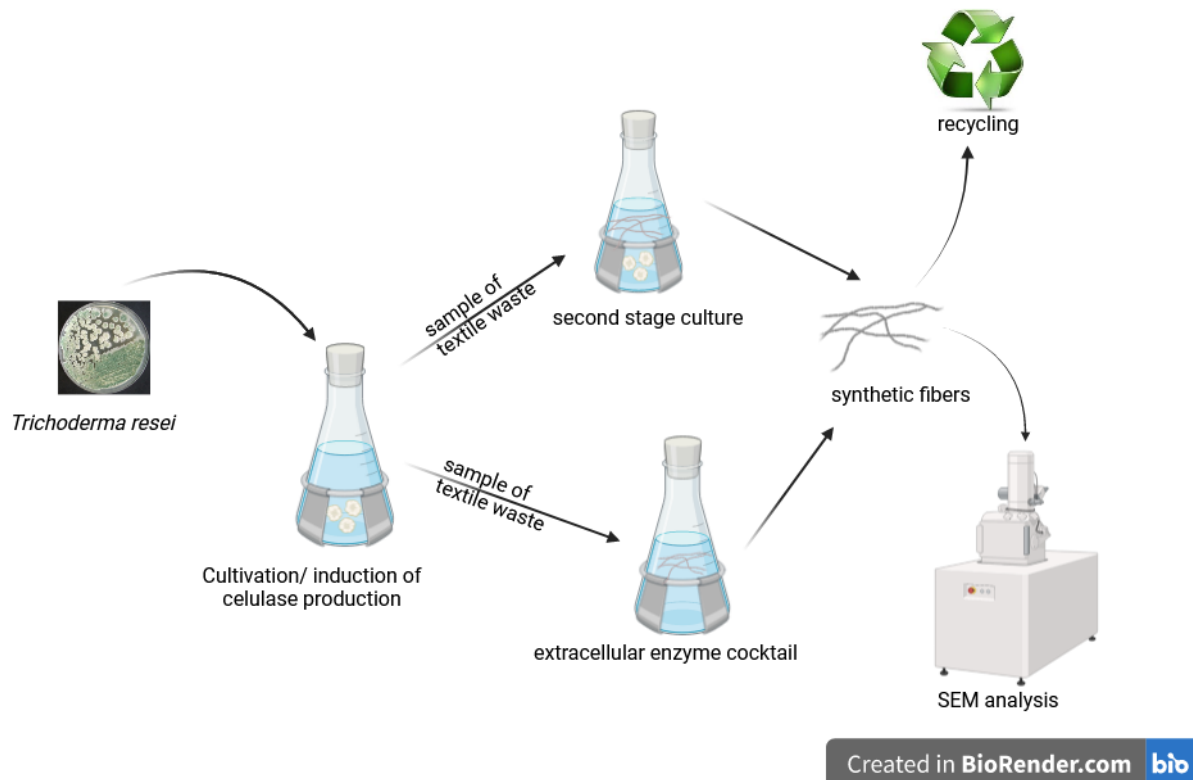 recycling
sample of
textile waste
second stage culture
synthetic fibers
Trichoderma resei
sample of
textile waste
Cultivation/ induction of
celulase production
extracellular enzyme cocktail
SEM analysis
Created in BioRender.com bio